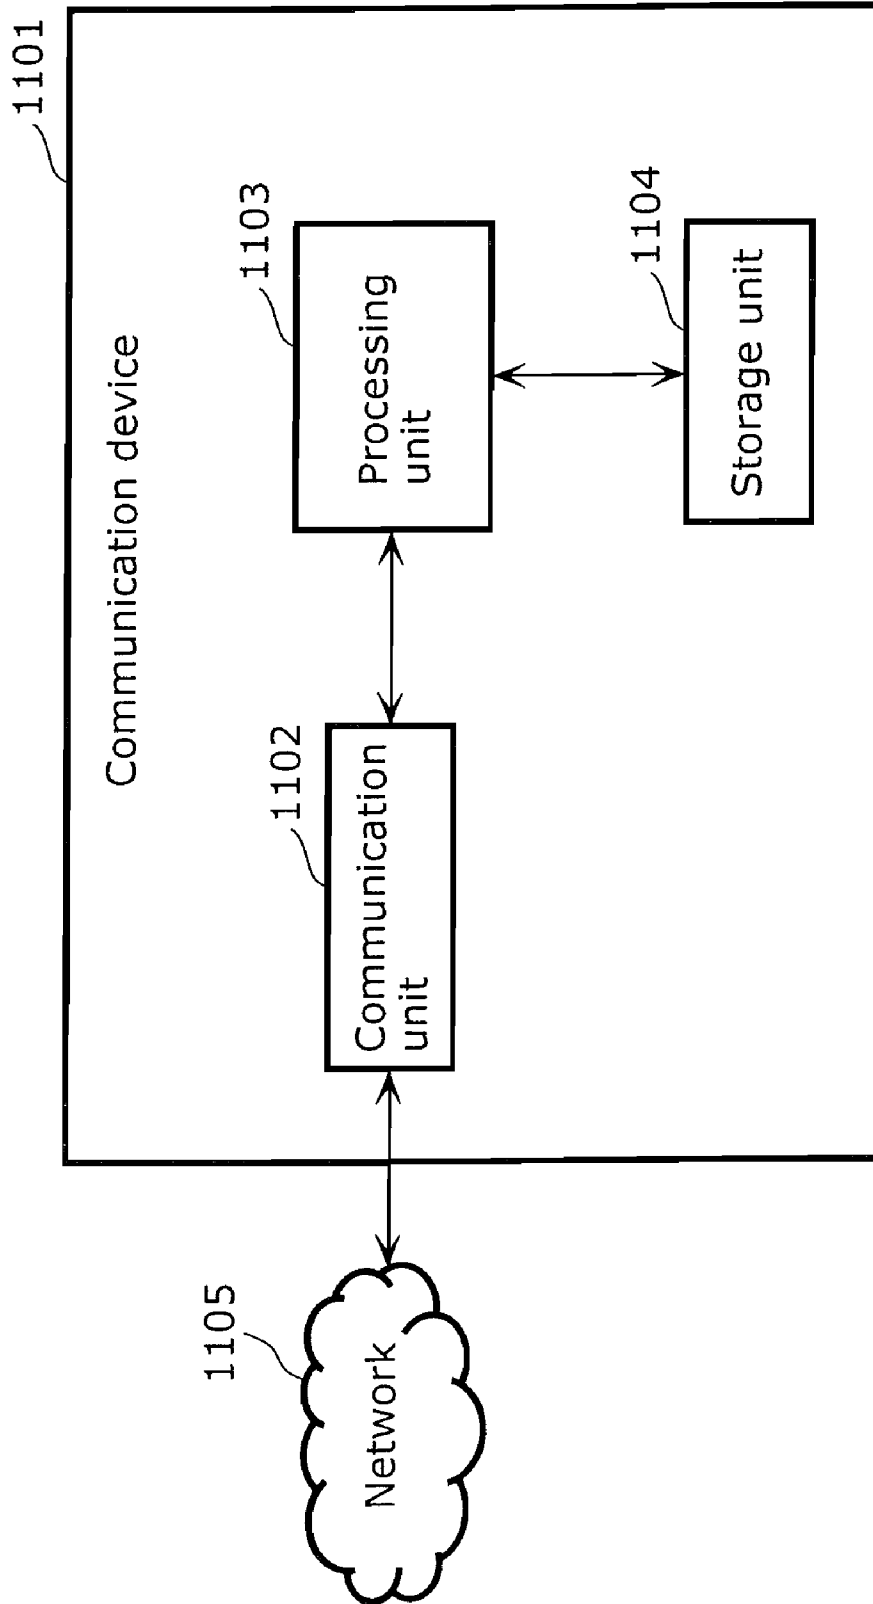 1101
Communication device
1105
Network
1102
Communication
unit
1103
Processing
unit
1104
Storage unit